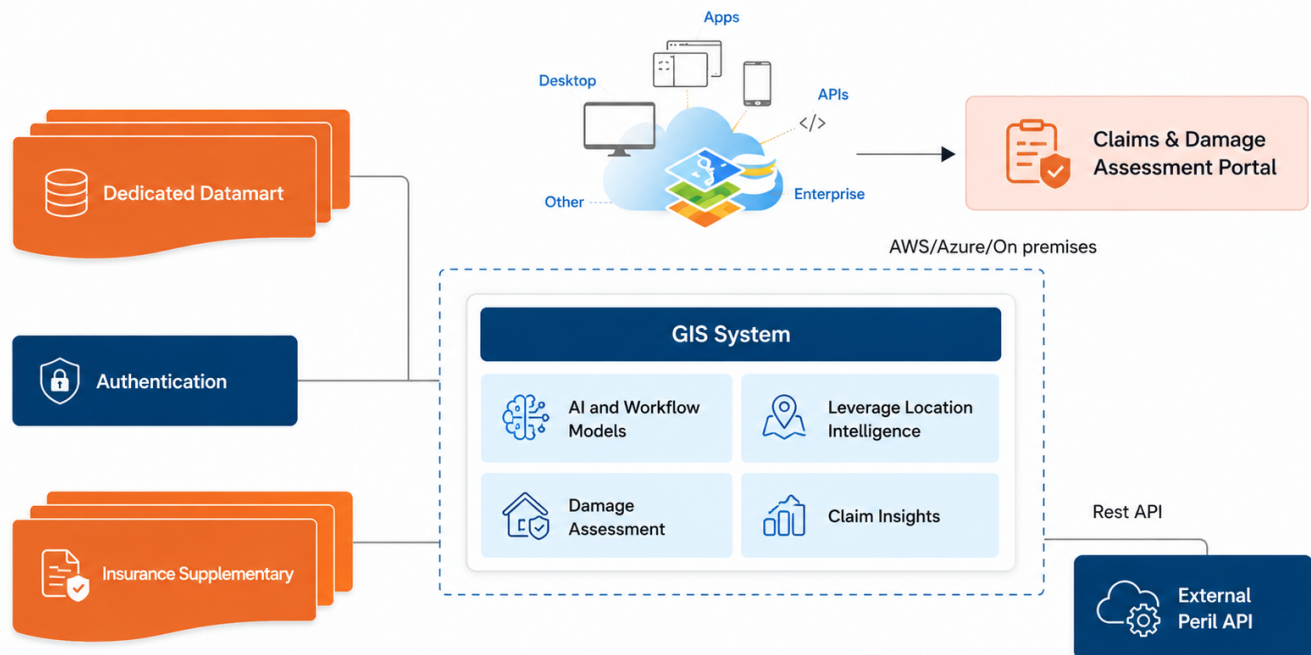 Apps
Desktop
APIs
Dedicated Datamart
Claims & Damage
Assessment Portal
Other
Enterprise
AWS/Azure/On premises
GIS System
Authentication
AI and Workflow
Models
Leverage Location
Intelligence
Damage
Assessment
Claim Insights
Rest API
Insurance Supplementary
External
Peril API